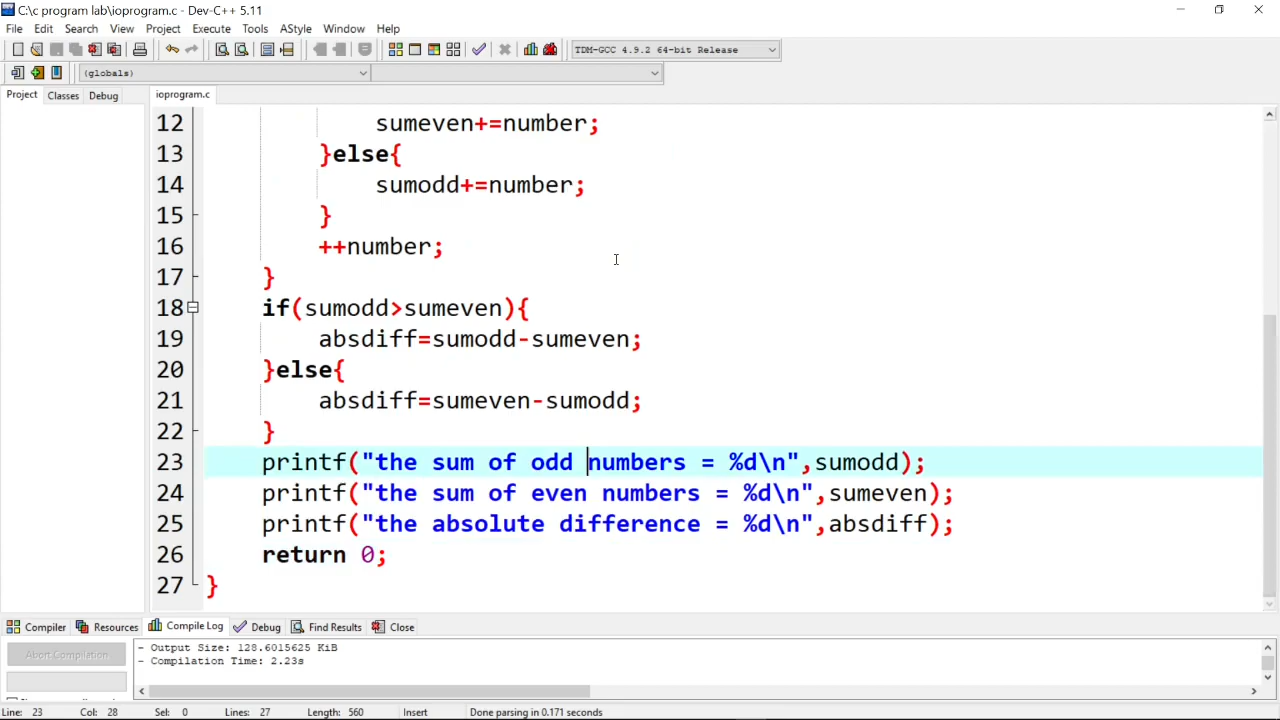 C:\c program lab\ioprogram.c - Dev-C++ 5.11
File Edit Search View Project Execute Tools AStyle Window Help
TDM-GCC 4.9.2 64-bit Release
(globals)
Project Classes Debug ioprogram.c
12 sumeven+=number;
13 }else{
14 sumodd+=number;
15 }
16 ++number;
17 }
18 if(sumodd>sumeven){
19 absdiff=sumodd-sumeven;
20 }else{
21 absdiff=sumeven-sumodd;
22 }
23 printf("the sum of odd numbers = %d\n",sumodd);
24 printf("the sum of even numbers = %d\n",sumeven);
25 printf("the absolute difference = %d\n",absdiff);
26 return 0;
27 }
Compiler Resources Compile Log Debug Find Results Close
Abort Compilation
- Output Size: 128.6015625 KiB
- Compilation Time: 2.23s
Line: 23 Col: 28 Sel: 0 Lines: 27 Length: 560 Insert Done parsing in 0.171 seconds